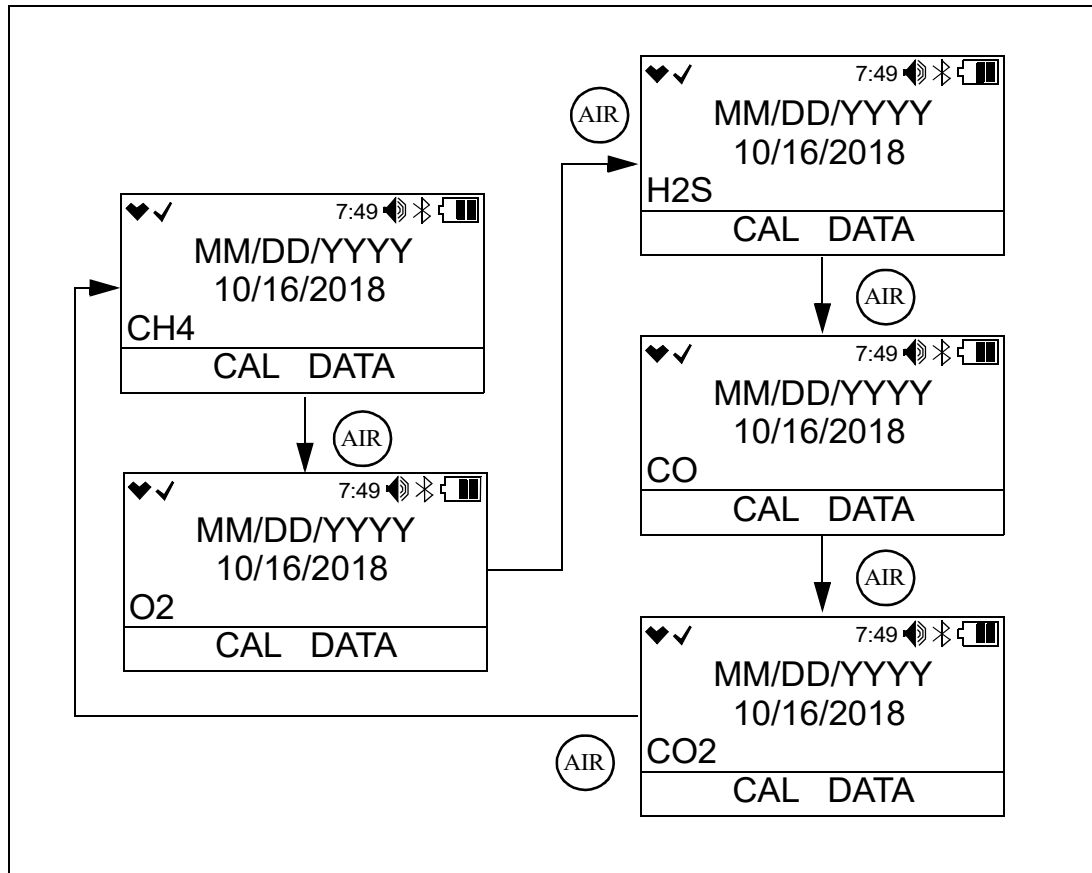 7:49
MM/DD/YYYY
10/16/2018
CH4
CAL DATA
AIR
7:49
MM/DD/YYYY
10/16/2018
O2
CAL DATA
AIR
7:49
MM/DD/YYYY
10/16/2018
H2S
CAL DATA
AIR
7:49
MM/DD/YYYY
10/16/2018
CO
CAL DATA
AIR
7:49
MM/DD/YYYY
10/16/2018
CO2
CAL DATA
AIR